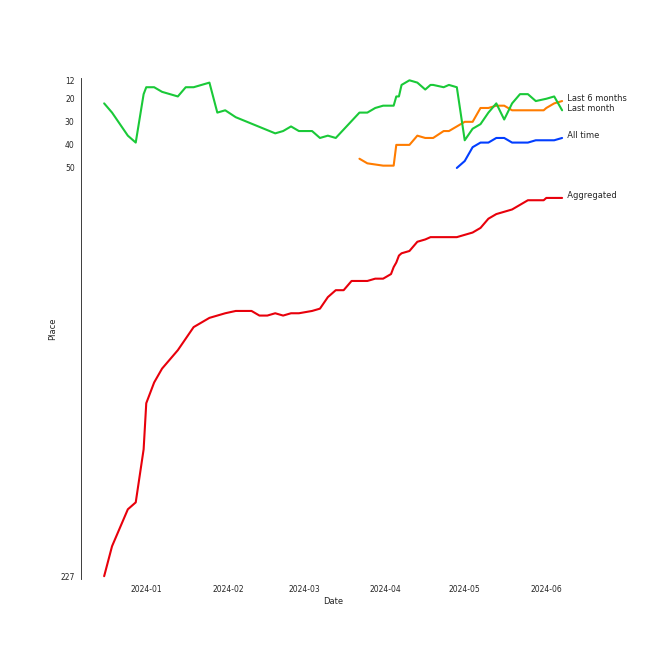 12
20
30
40
50
227
Place
Last 6 months
Last month
All time
Aggregated
2024-01
2024-02
2024-03
2024-04
2024-05
2024-06
Date